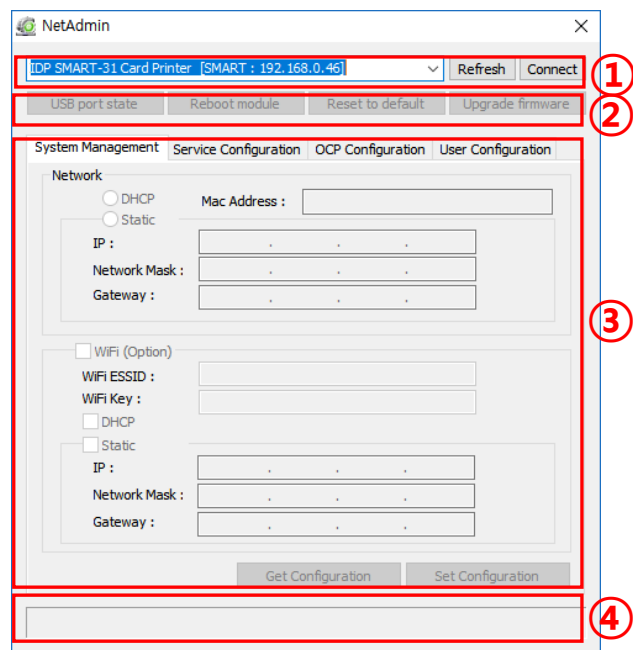 NetAdmin
IDP SMART-31 Card Printer [SMART : 192.168.0.46] Refresh Connect ①
USB port state Reboot module Reset to default Upgrade firmware ②
System Management Service Configuration OCP Configuration User Configuration
Network
DHCP Mac Address :
Static
IP : . . .
Network Mask : . . .
Gateway : . . .
③
WiFi (Option)
WiFi ESSID :
WiFi Key :
DHCP
Static
IP : . . .
Network Mask : . . .
Gateway : . . .
Get Configuration Set Configuration
④